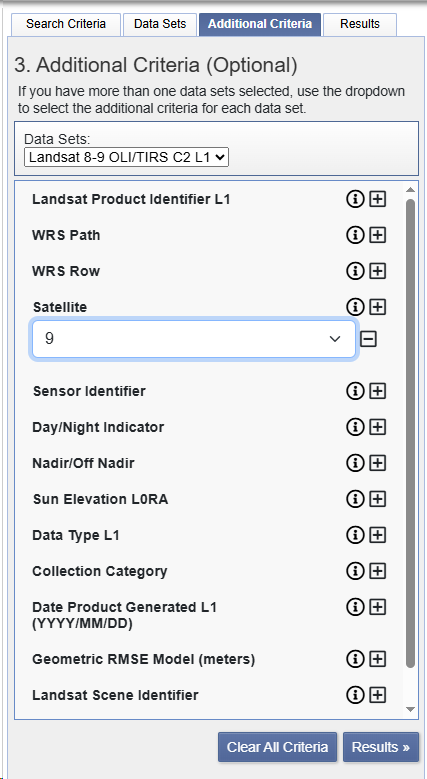 Search Criteria Data Sets Additional Criteria Results
3. Additional Criteria (Optional)
If you have more than one data sets selected, use the dropdown
to select the additional criteria for each data set.
Data Sets:
Landsat 8-9 OLI/TIRS C2 L1
Landsat Product Identifier L1
WRS Path
WRS Row
Satellite
9
Sensor Identifier
Day/Night Indicator
Nadir/Off Nadir
Sun Elevation L0RA
Data Type L1
Collection Category
Date Product Generated L1
(YYYY/MM/DD)
Geometric RMSE Model (meters)
Landsat Scene Identifier
Clear All Criteria Results »